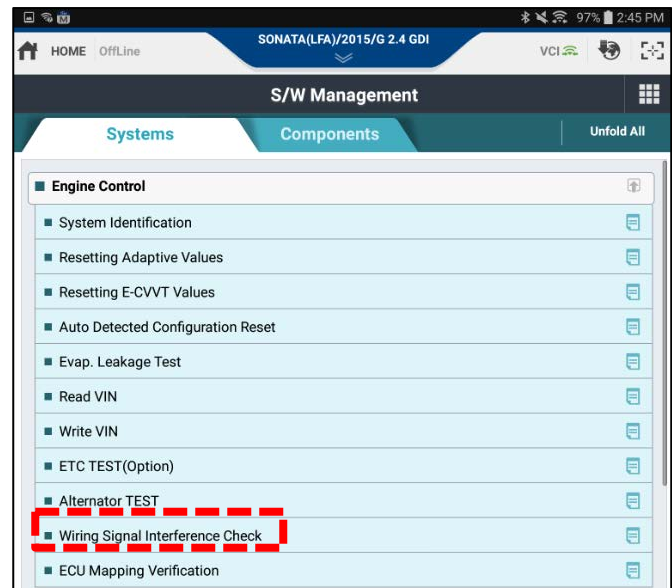 97% 2:45 PM
HOME OffLine
SONATA(LFA)/2015/G 2.4 GDI
VCI
S/W Management
Systems
Components
Unfold All
Engine Control
System Identification
Resetting Adaptive Values
Resetting E-CVVT Values
Auto Detected Configuration Reset
Evap. Leakage Test
Read VIN
Write VIN
ETC TEST(Option)
Alternator TEST
Wiring Signal Interference Check
ECU Mapping Verification